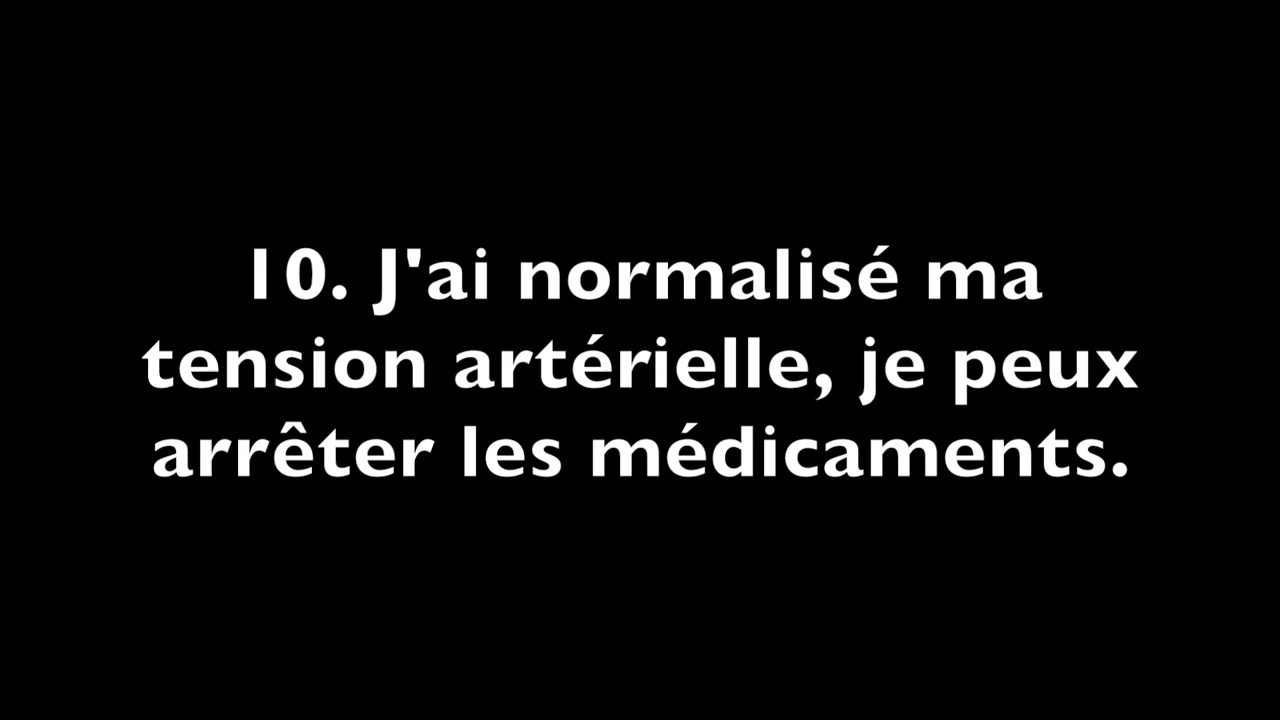 10. J'ai normalisé ma
tension artérielle, je peux
arrêter les médicaments.